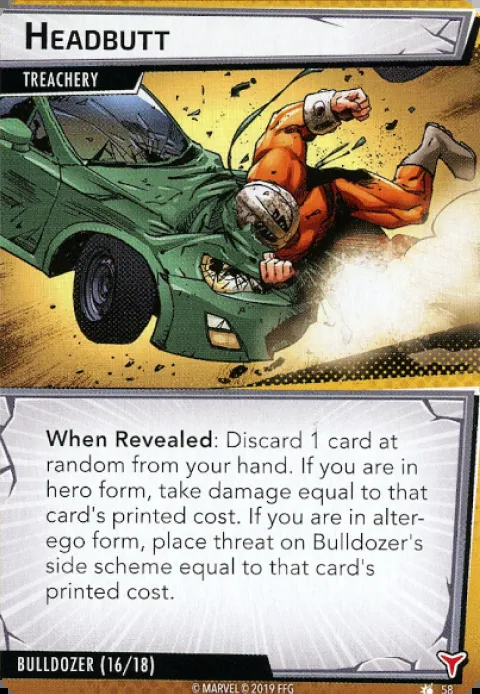 HEADBUTT
TREACHERY
When Revealed: Discard 1 card at
random from your hand. If you are in
hero form, take damage equal to that
card's printed cost. If you are in alter-
ego form, place threat on Bulldozer's
side scheme equal to that card's
printed cost.
BULLDOZER (16/18)
© MARVEL © 2019 FFG
58